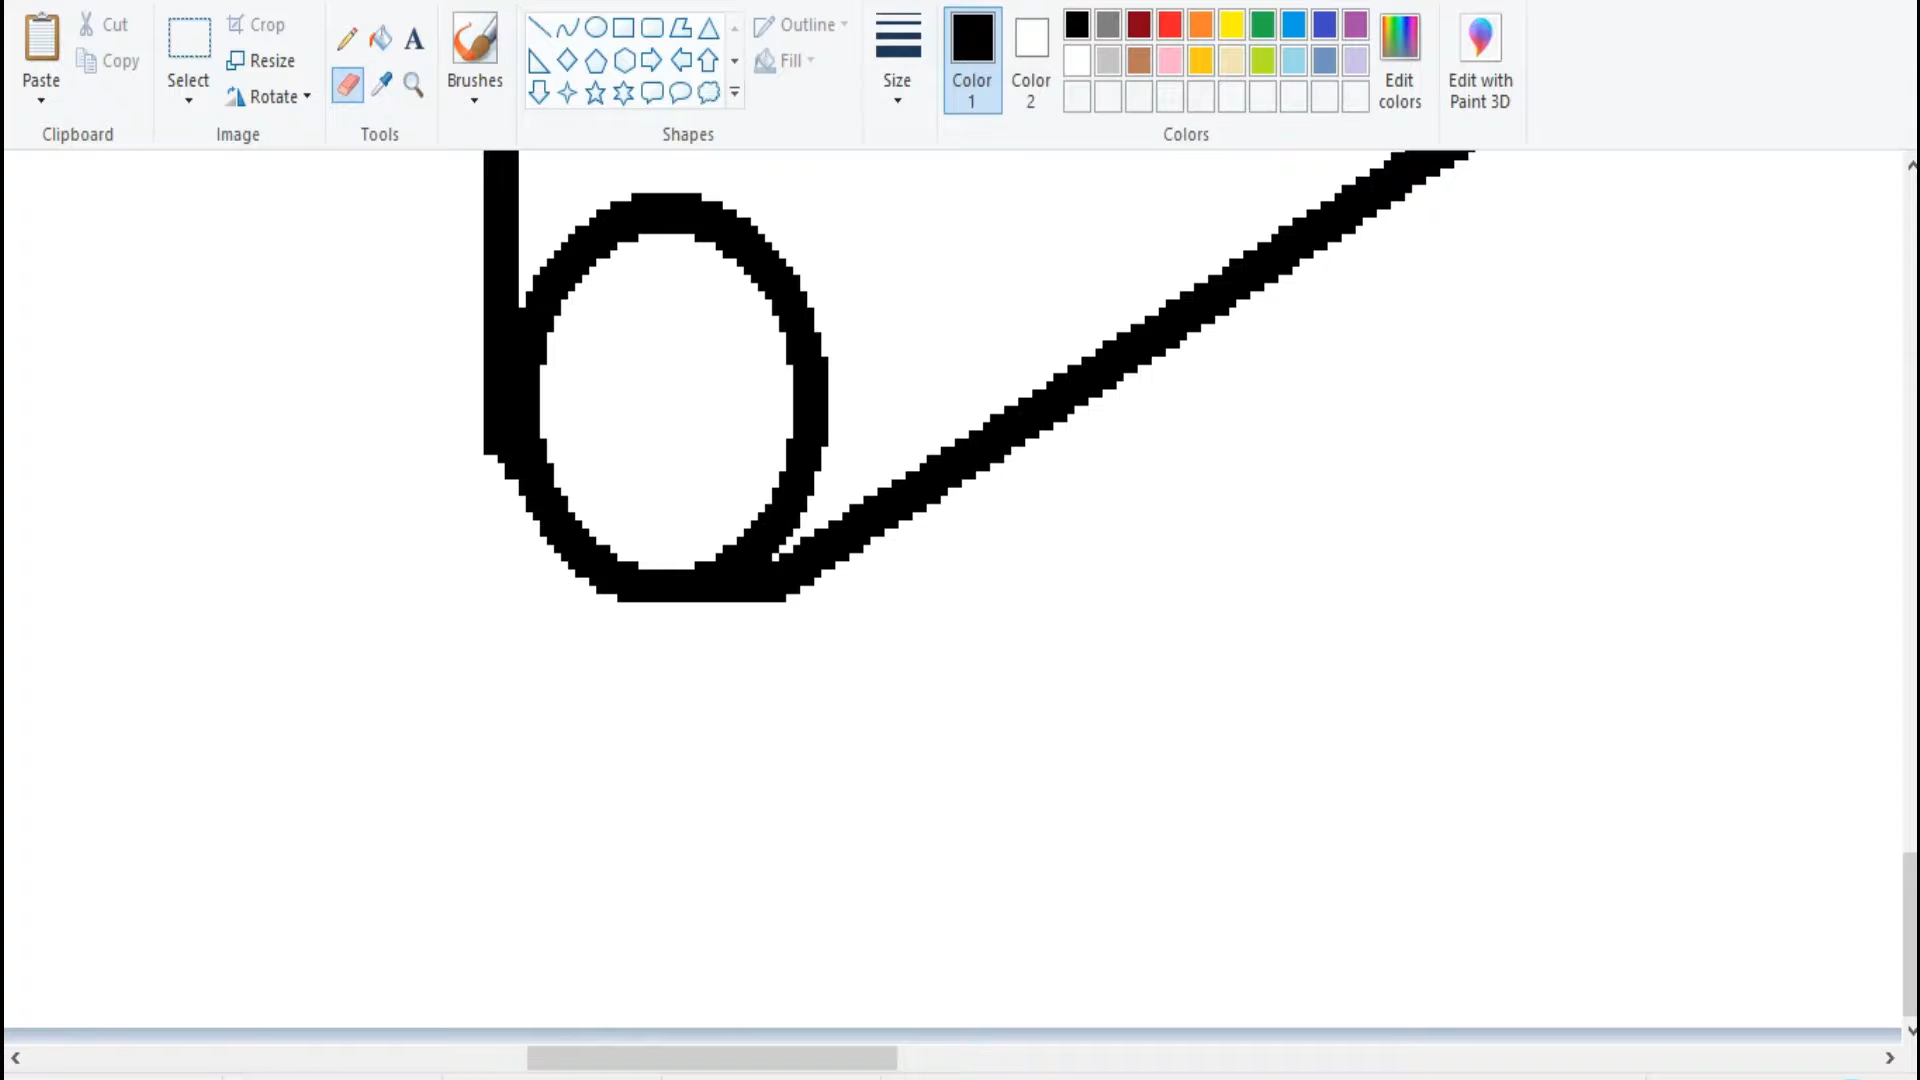 Paste
Cut
Copy
Clipboard
Select
Crop
Resize
Rotate
Image
A
Tools
Brushes
Shapes
Outline
Fill
Size
Color
1
Color
2
Colors
Edit
colors
Edit with
Paint 3D